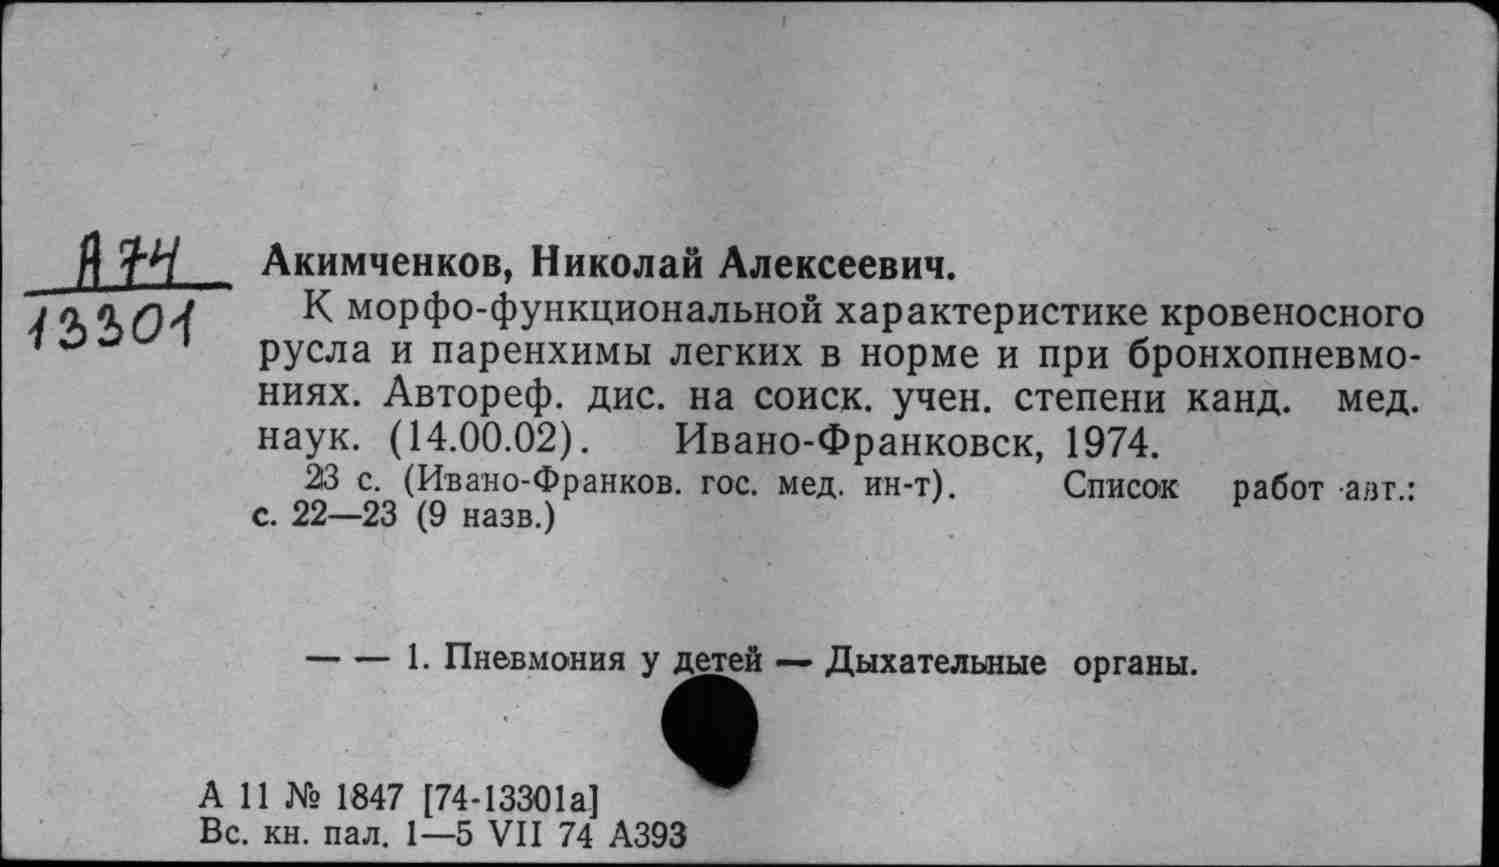 А74
13301
Акимченков, Николай Алексеевич.
К морфо-функциональной характеристике кровеносного
русла и паренхимы легких в норме и при бронхопневмо-
ниях. Автореф. дис. на соиск. учен. степени канд. мед.
наук. (14.00.02). Ивано-Франковск, 1974.
23 с. (Ивано-Франков. гос. мед. ин-т). Список работ авт.:
с. 22—23 (9 назв.)
— — 1. Пневмония у детей — Дыхательные органы.
А 11 № 1847 [74-13301а]
Вс. кн. пал. 1—5 VII 74 А393